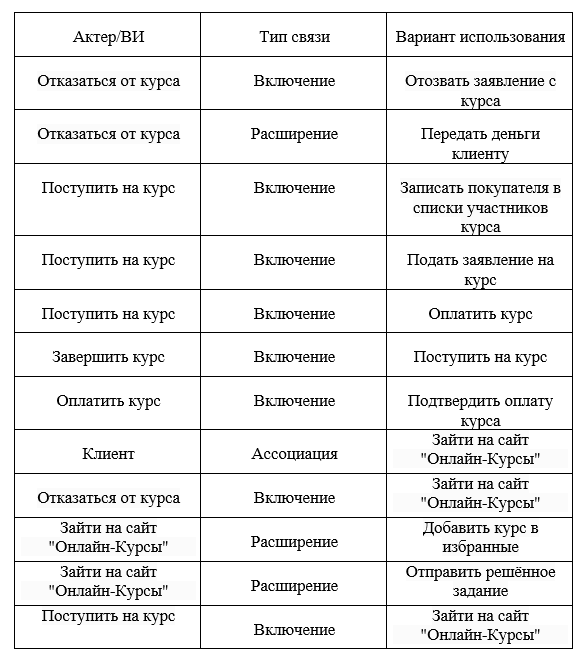 Актер/ВИ Тип связи Вариант использования
Отказаться от курса Включение Отозвать заявление с
курса
Отказаться от курса Расширение Передать деньги
клиенту
Поступить на курс Включение Записать покупателя в
списки участников
курса
Поступить на курс Включение Подать заявление на
курс
Поступить на курс Включение Оплатить курс
Завершить курс Включение Поступить на курс
Оплатить курс Включение Подтвердить оплату
курса
Клиент Ассоциация Зайти на сайт
"Онлайн-Курсы"
Отказаться от курса Включение Зайти на сайт
"Онлайн-Курсы"
Зайти на сайт
"Онлайн-Курсы" Расширение Добавить курс в
избранные
Зайти на сайт
"Онлайн-Курсы" Расширение Отправить решённое
задание
Поступить на курс Включение Зайти на сайт
"Онлайн-Курсы"